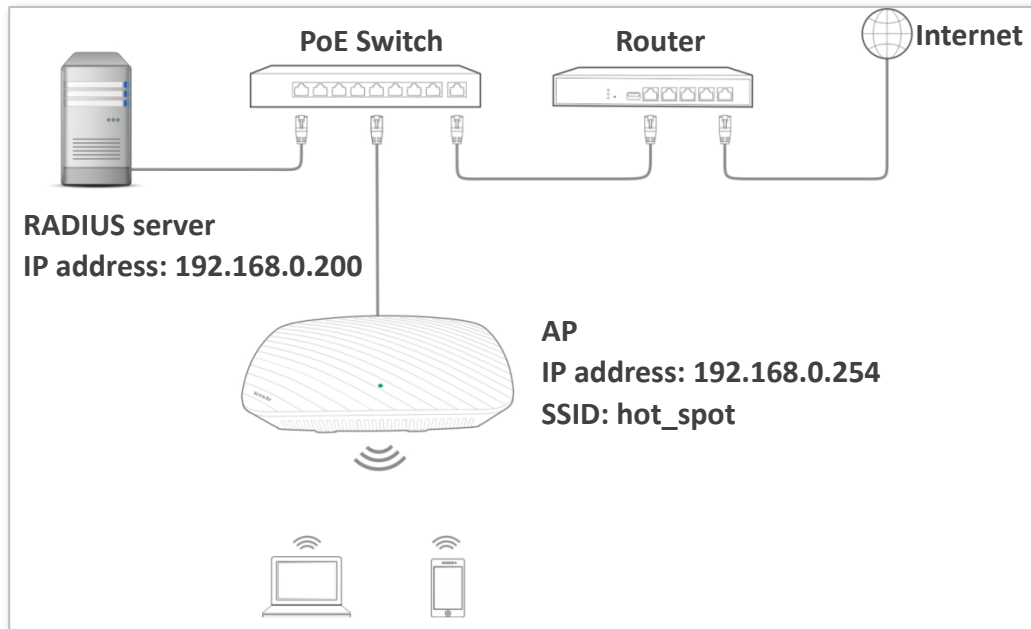 PoE Switch
Router
Internet
RADIUS server
IP address: 192.168.0.200
AP
IP address: 192.168.0.254
SSID: hot_spot
Tenda